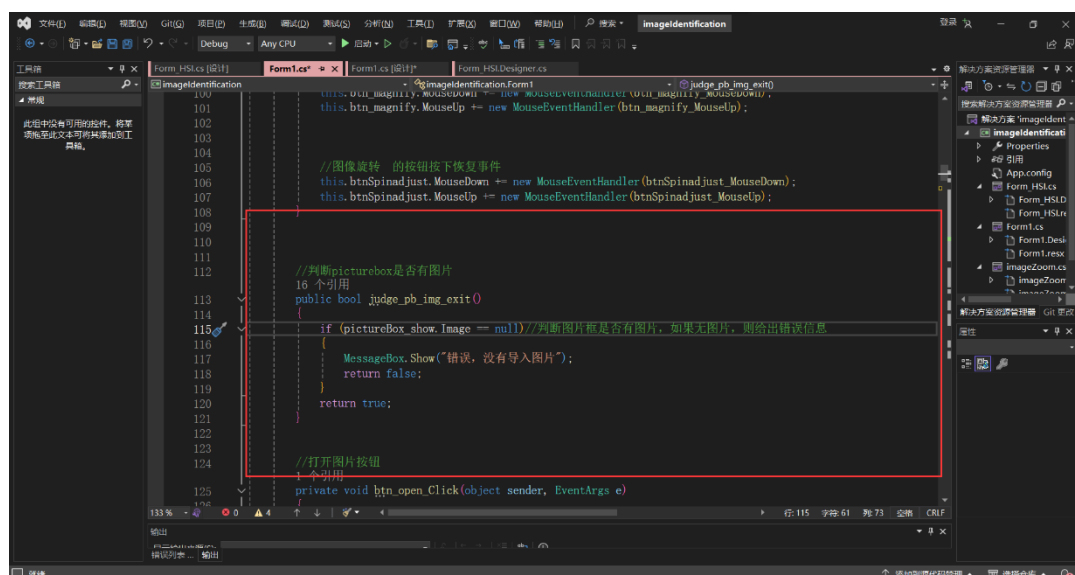 文件(F) 编辑(E) 视图(V) Git(G) 项目(P) 生成(B) 调试(D) 测试(S) 分析(N) 工具(T) 扩展(X) 窗口(W) 帮助(H) 搜索 imageIdentification 登录
Debug Any CPU 启动
工具箱
搜索工具箱
常规
此组中没有可用的控件。将某
项拖至此文本可将其添加到工
具箱。
Form_HSI.cs [设计] Form1.cs* Form1.cs [设计]* Form_HSI.Designer.cs
imageIdentification imageIdentification.Form1 judge_pb_img_exit()
100 this.btn_magnify.MouseDown += new MouseEventHandler(btn_magnify_MouseDown);
101 this.btn_magnify.MouseUp += new MouseEventHandler(btn_magnify_MouseUp);
102
103
104
105 //图像旋转 的按钮按下恢复事件
106 this.btnSpinadjust.MouseDown += new MouseEventHandler(btnSpinadjust_MouseDown);
107 this.btnSpinadjust.MouseUp += new MouseEventHandler(btnSpinadjust_MouseUp);
108 }
109
110
111
112 //判断picturebox是否有图片
16 个引用
113 public bool judge_pb_img_exit()
114 {
115 if (pictureBox_show.Image == null)//判断图片框是否有图片，如果无图片，则给出错误信息
116 {
117 MessageBox.Show("错误，没有导入图片");
118 return false;
119 }
120 return true;
121 }
122
123
124 //打开图片按钮
1 个引用
125 private void btn_open_Click(object sender, EventArgs e)
126 {
133 % 0 4 行: 115 字符: 61 列: 73 空格 CRLF
输出
错误列表 ... 输出
解决方案资源管理器
搜索解决方案资源管理器
解决方案 'imageIdent
imageIdentificati
Properties
引用
App.config
Form_HSI.cs
Form_HSI.D
Form_HSI.re
Form1.cs
Form1.Desi
Form1.resx
imageZoom.cs
imageZoom
解决方案资源管理器 Git 更改
属性